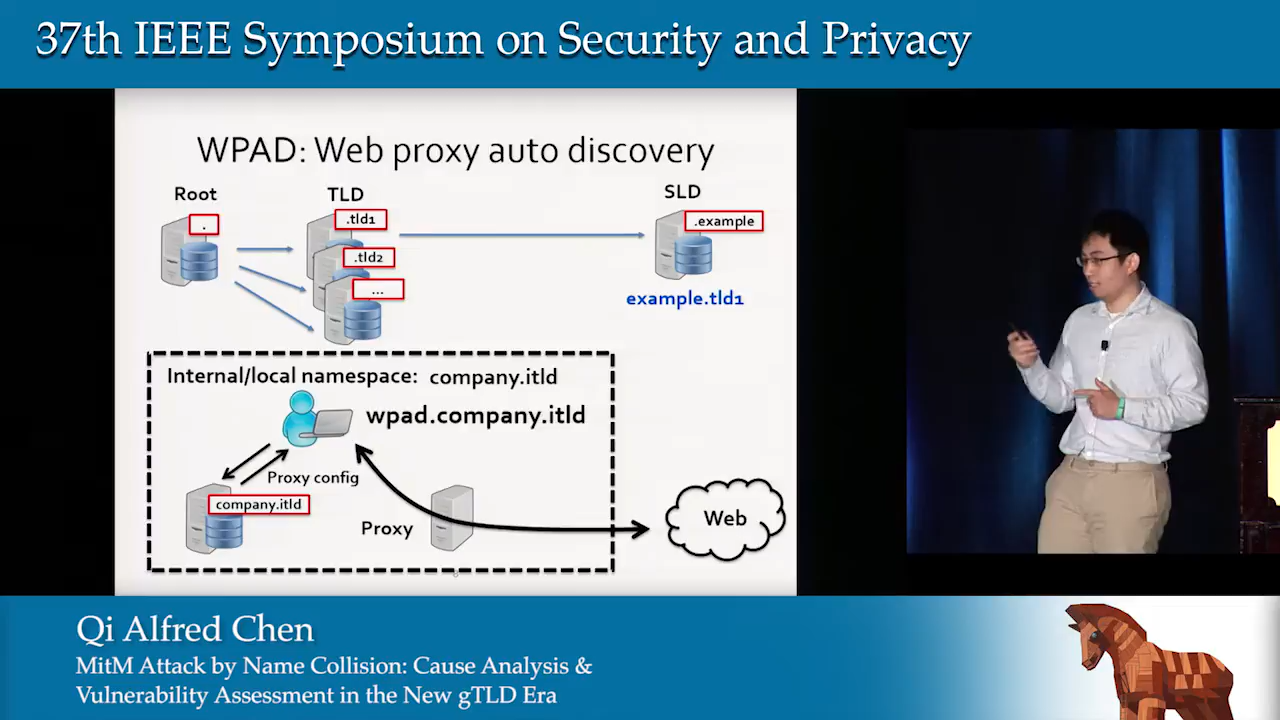 37th IEEE Symposium on Security and Privacy
WPAD: Web proxy auto discovery
Root
TLD
SLD
.
.tld1
.tld2
...
.example
example.tld1
Internal/local namespace: company.itld
wpad.company.itld
Proxy config
company.itld
Proxy
Web
Qi Alfred Chen
MitM Attack by Name Collision: Cause Analysis &
Vulnerability Assessment in the New gTLD Era